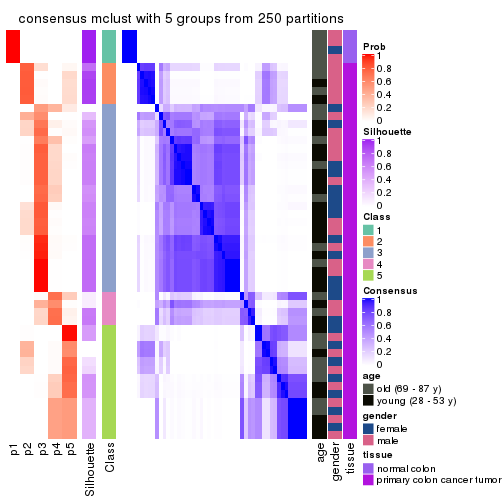 consensus mclust with 5 groups from 250 partitions
Prob
1
0.8
0.6
0.4
0.2
0
Silhouette
1
0.8
0.6
0.4
0.2
0
Class
1
2
3
4
5
Consensus
1
0.8
0.6
0.4
0.2
0
age
old (69 - 87 y)
young (28 - 53 y)
gender
female
male
tissue
normal colon
primary colon cancer tumor
p1
p2
p3
p4
p5
Silhouette
Class
age
gender
tissue